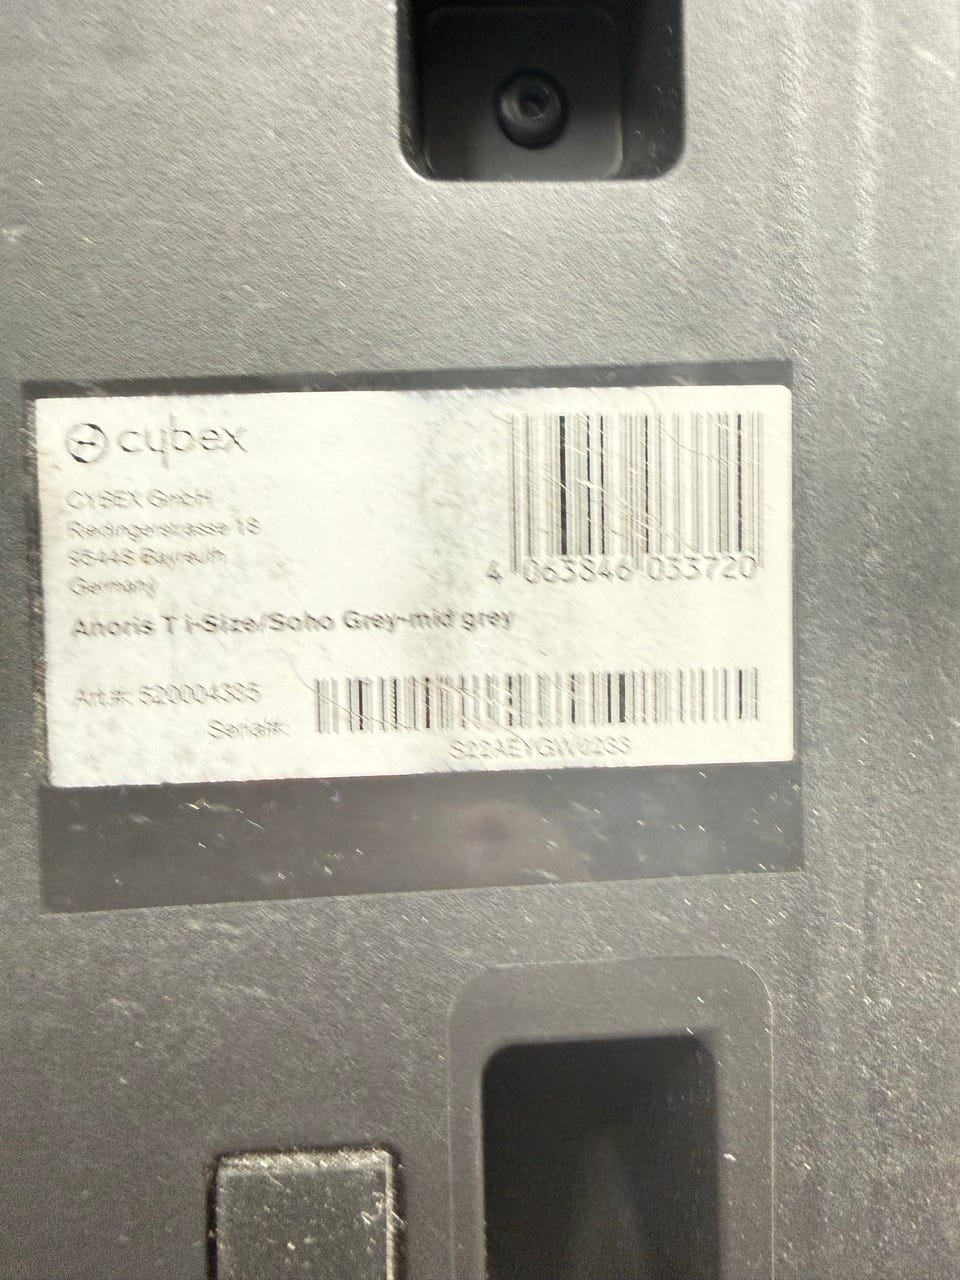 cybex
CYBEX GmbH
Riedingerstrasse 18
95448 Bayreuth
Germany
Anoris T i-Size/Soho Grey-mid grey
4 063846 033720
Art.#:
Serial#: